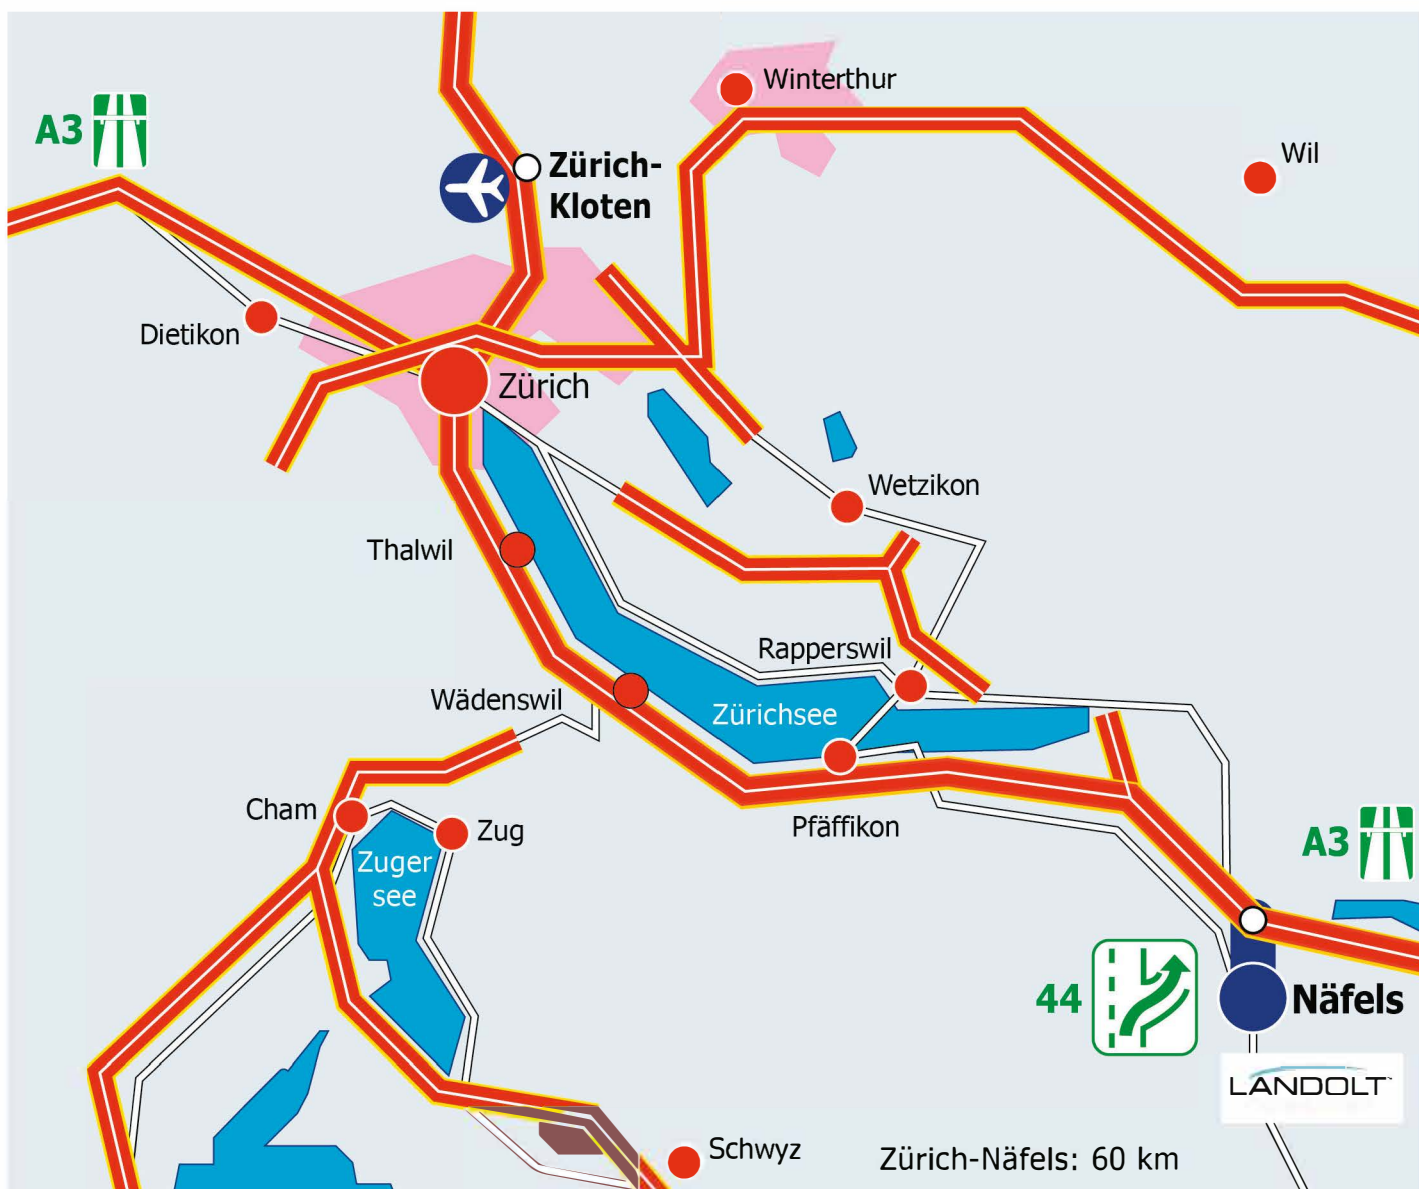 Winterthur
A3
Wil
Zürich-
Kloten
Dietikon
Zürich
Wetzikon
Thalwil
Rapperswil
Wädenswil
Zürichsee
Cham
Zug
Pfäffikon
A3
Zuger
see
44
Näfels
LANDOLT
Schwyz
Zürich-Näfels: 60 km